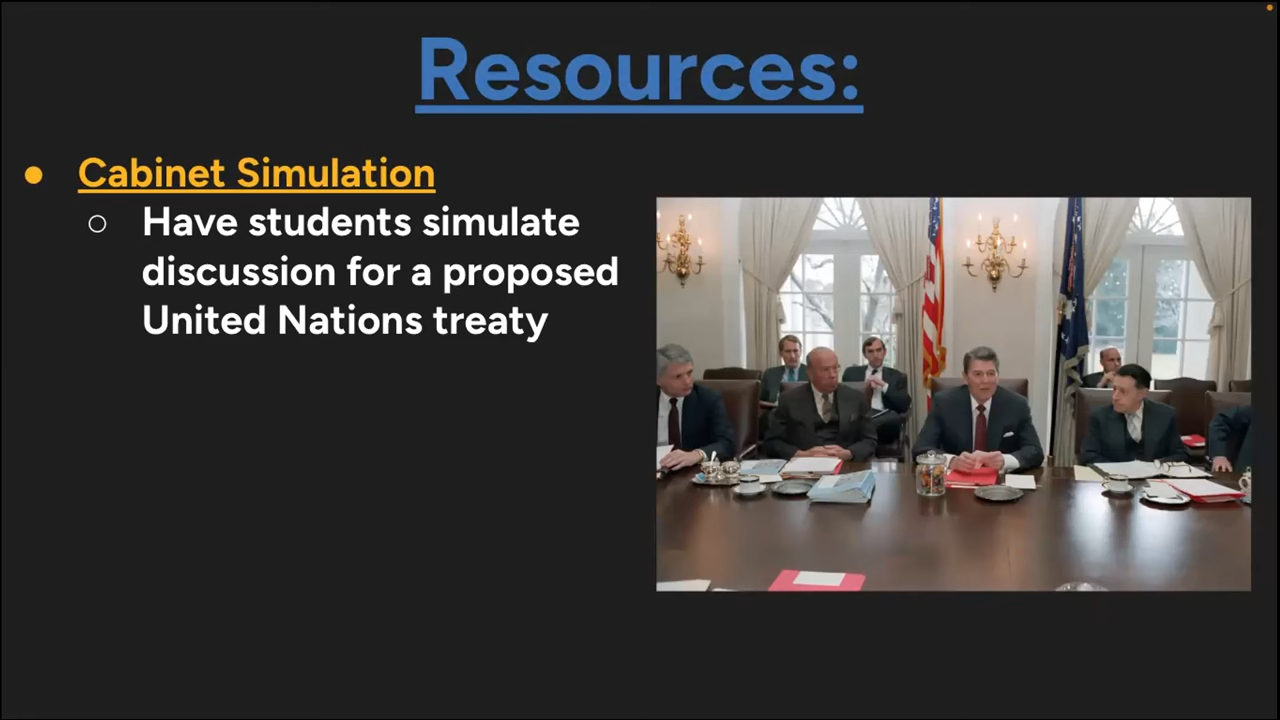 Resources:
Cabinet Simulation
Have students simulate
discussion for a proposed
United Nations treaty